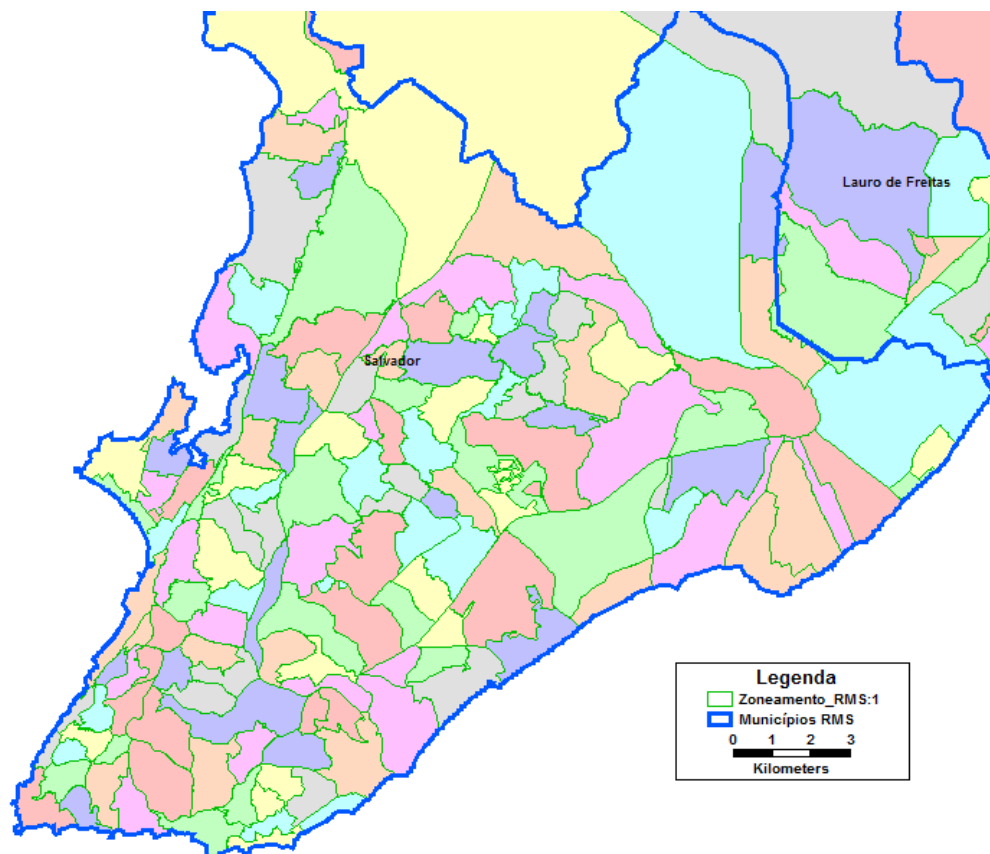 Lauro de Freitas
Salvador
Legenda
Zoneamento_RMS:1
Municípios RMS
0 1 2 3
Kilometers